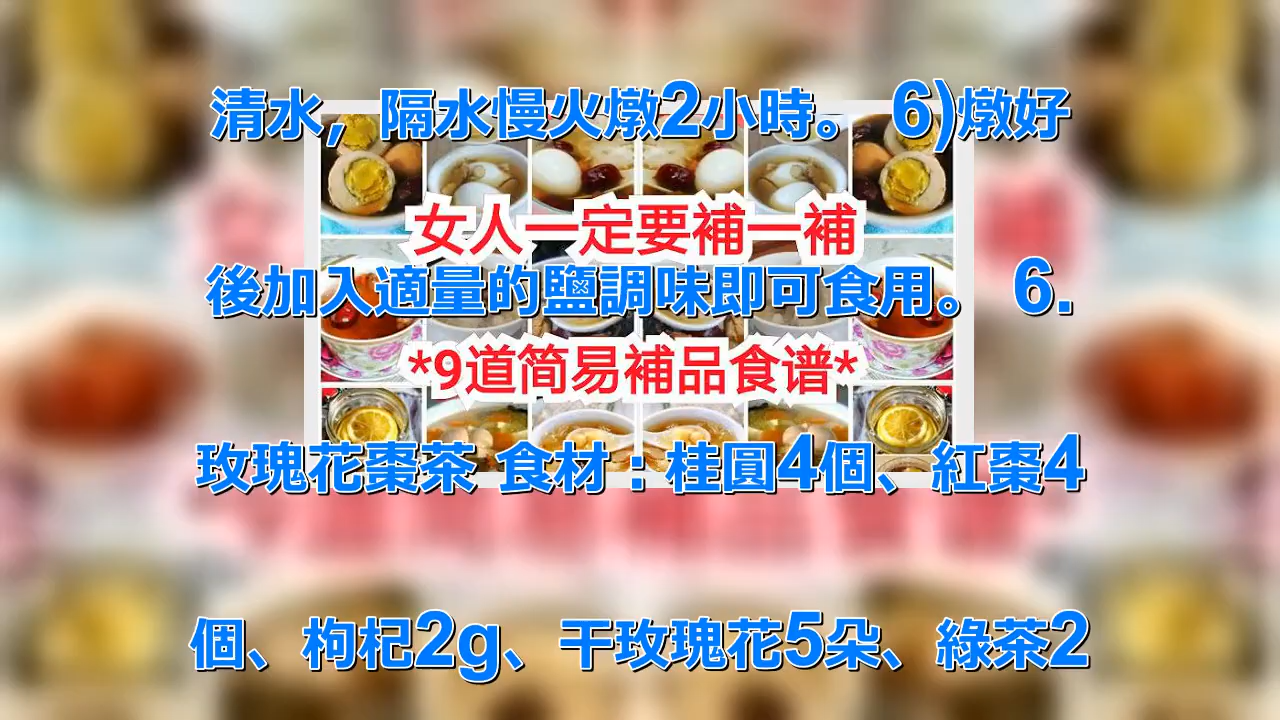 清水，隔水慢火燉2小時。 6)燉好
女人一定要補一補
後加入適量的鹽調味即可食用。 6.
*9道简易補品食谱*
玫瑰花棗茶 食材：桂圓4個、紅棗4
個、枸杞2g、干玫瑰花5朵、綠茶2